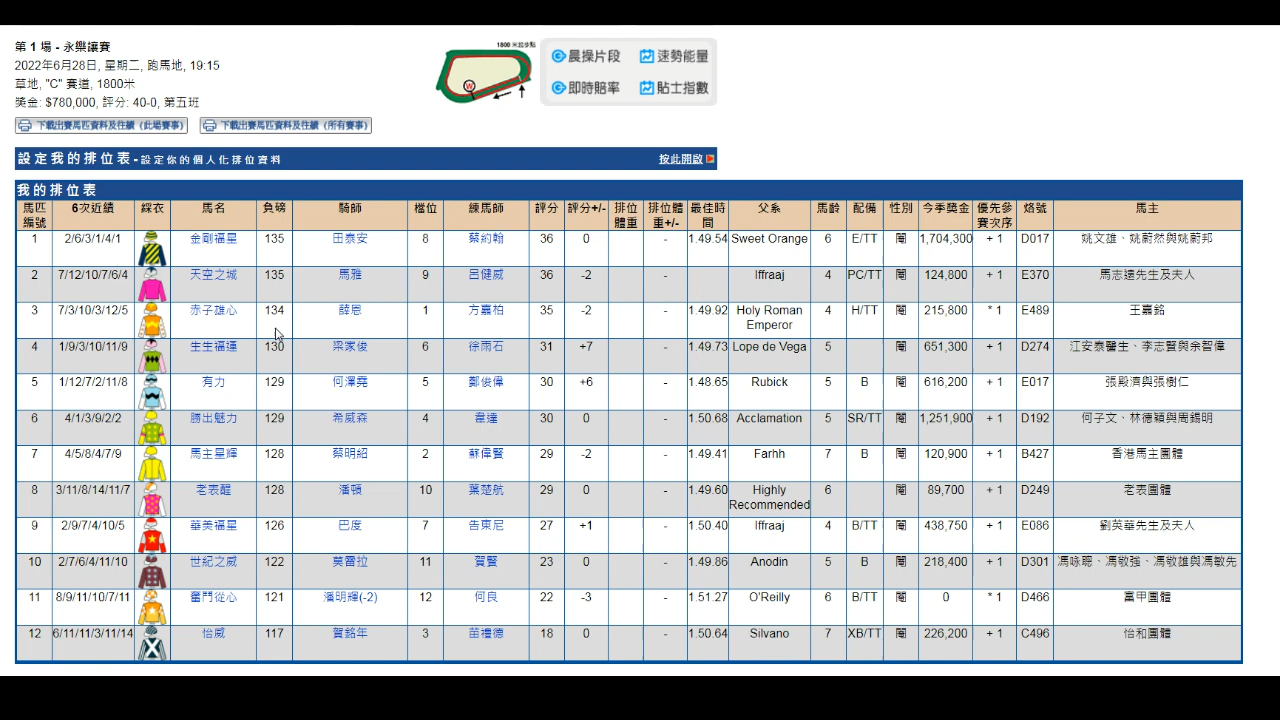 第 1 場 - 永樂讓賽
2022年6月28日, 星期二, 跑馬地, 19:15
草地, "C" 賽道, 1800米
獎金: $780,000, 評分: 40-0, 第五班
1800 米起步點
W
晨操片段 速勢能量
即時賠率 貼士指數
下載出賽馬匹資料及往績 (此場賽事) 下載出賽馬匹資料及往績 (所有賽事)
設定我的排位表 - 設定你的個人化排位資料 按此開啟
我的排位表
馬匹編號 6次近績 綵衣 馬名 負磅 騎師 檔位 練馬師 評分 評分+/- 排位體重 排位體重+/- 最佳時間 父系 馬齡 配備 性別 今季獎金 優先參賽次序 烙號 馬主
1 2/6/3/1/4/1 金剛福星 135 田泰安 8 蔡約翰 36 0 - 1.49.54 Sweet Orange 6 E/TT 閹 1,704,300 + 1 D017 姚文雄、姚蔚然與姚蔚邦
2 7/12/10/7/6/4 天空之城 135 馬雅 9 呂健威 36 -2 - Iffraaj 4 PC/TT 閹 124,800 + 1 E370 馬志遠先生及夫人
3 7/3/10/3/12/5 赤子雄心 134 薛恩 1 方嘉柏 35 -2 - 1.49.92 Holy Roman Emperor 4 H/TT 閹 215,800 * 1 E489 王嘉銘
4 1/9/3/10/11/9 生生福運 130 梁家俊 6 徐雨石 31 +7 - 1.49.73 Lope de Vega 5 閹 651,300 + 1 D274 江安泰醫生、李志賢與余智偉
5 1/12/7/2/11/8 有力 129 何澤堯 5 鄭俊偉 30 +6 - 1.48.65 Rubick 5 B 閹 616,200 + 1 E017 張殿濟與張樹仁
6 4/1/3/9/2/2 勝出魅力 129 希威森 4 韋達 30 0 - 1.50.68 Acclamation 5 SR/TT 閹 1,251,900 + 1 D192 何子文、林德穎與周錫明
7 4/5/8/4/7/9 馬主星輝 128 蔡明紹 2 蘇偉賢 29 -2 - 1.49.41 Farhh 7 B 閹 120,900 + 1 B427 香港馬主團體
8 3/11/8/14/11/7 老表醒 128 潘頓 10 葉楚航 29 0 - 1.49.60 Highly Recommended 6 閹 89,700 + 1 D249 老表團體
9 2/9/7/4/10/5 華美福星 126 巴度 7 告東尼 27 +1 - 1.50.40 Iffraaj 4 B/TT 閹 438,750 + 1 E086 劉英華先生及夫人
10 2/7/6/4/11/10 世紀之威 122 莫雷拉 11 賀賢 23 0 - 1.49.86 Anodin 5 B 閹 218,400 + 1 D301 馮咏聰、馮敬強、馮敬雄與馮敏先
11 8/9/11/10/7/11 奮鬥從心 121 潘明輝(-2) 12 何良 22 -3 - 1.51.27 O'Reilly 6 B/TT 閹 0 * 1 D466 富甲團體
12 6/11/11/3/11/14 怡威 117 賀銘年 3 苗禮德 18 0 - 1.50.64 Silvano 7 XB/TT 閹 226,200 + 1 C496 怡和團體